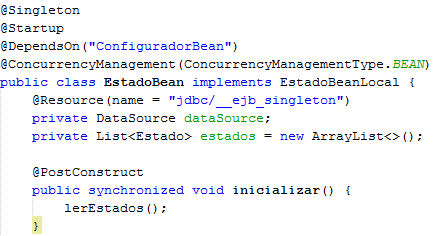 @Singleton
@Startup
@DependsOn("ConfiguradorBean")
@ConcurrencyManagement(ConcurrencyManagementType.BEAN)
public class EstadoBean implements EstadoBeanLocal {
    @Resource(name = "jdbc/__ejb_singleton")
    private DataSource dataSource;
    private List<Estado> estados = new ArrayList<>();

    @PostConstruct
    public synchronized void inicializar() {
        lerEstados();
    }